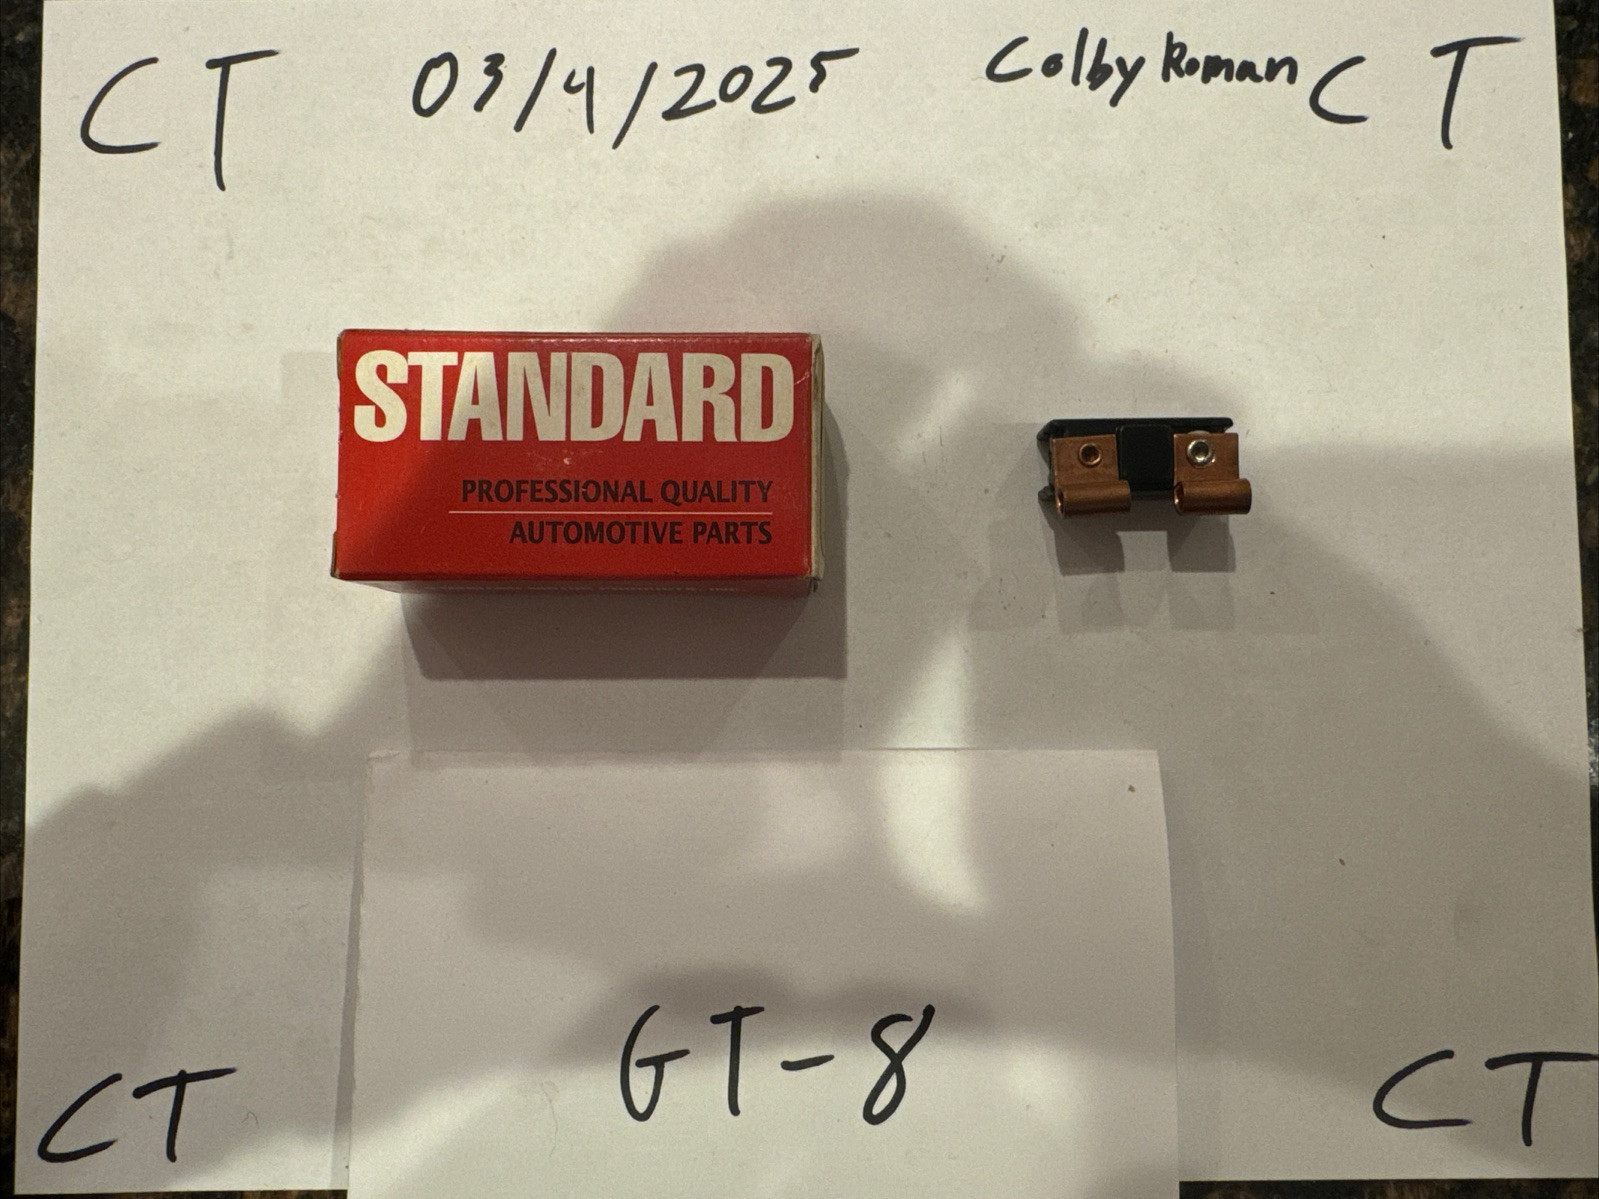 CT 03/4/2025 Colby Roman CT
STANDARD
PROFESSIONAL QUALITY
AUTOMOTIVE PARTS
GT-8
CT CT